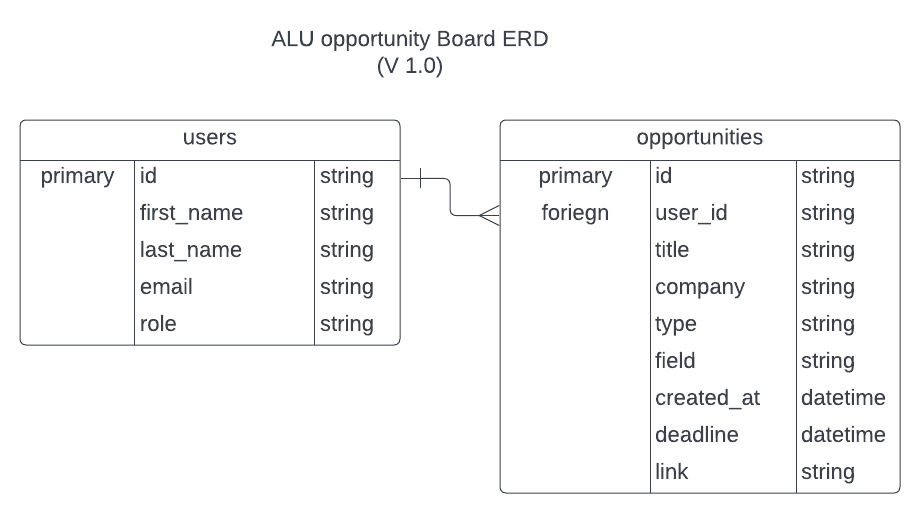 ALU opportunity Board ERD
(V 1.0)
users
primary id string
first_name string
last_name string
email string
role string
opportunities
primary id string
foriegn user_id string
title string
company string
type string
field string
created_at datetime
deadline datetime
link string